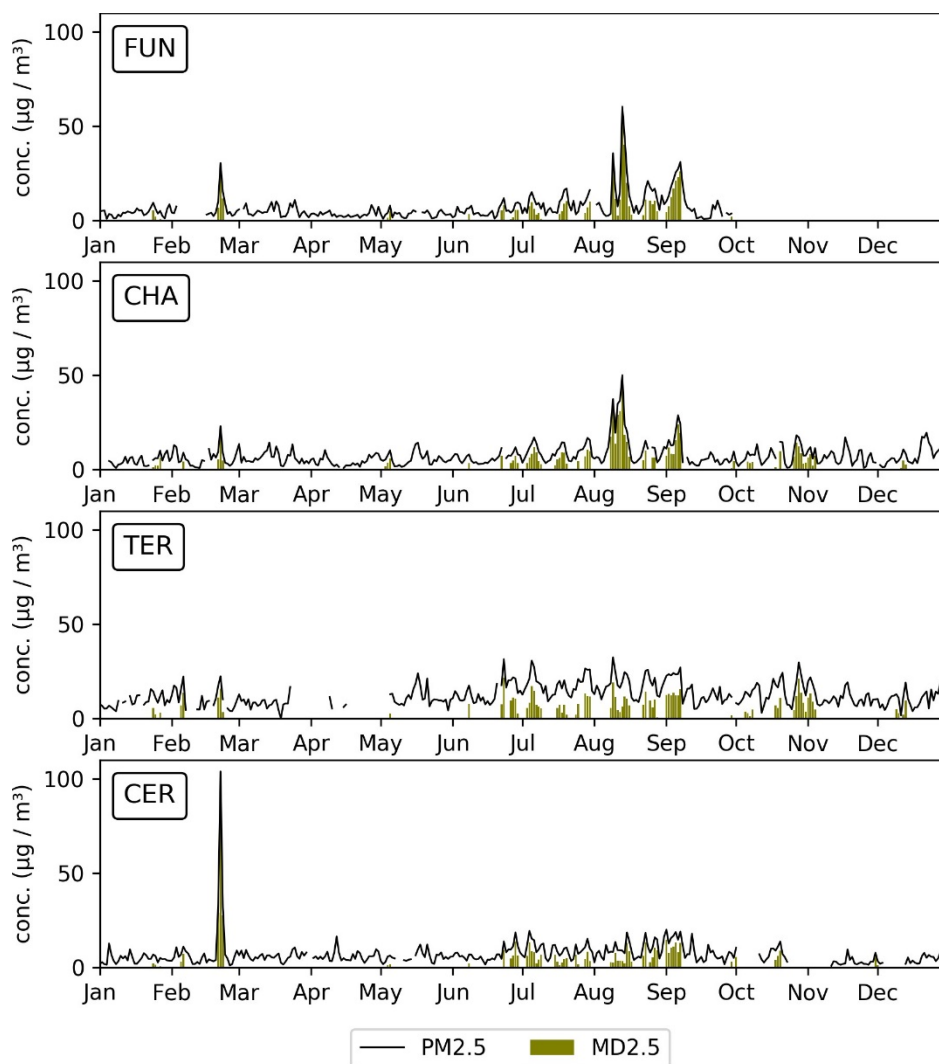 FUN
conc. (µg / m³)
100
50
0
Jan Feb Mar Apr May Jun Jul Aug Sep Oct Nov Dec
CHA
conc. (µg / m³)
100
50
0
Jan Feb Mar Apr May Jun Jul Aug Sep Oct Nov Dec
TER
conc. (µg / m³)
100
50
0
Jan Feb Mar Apr May Jun Jul Aug Sep Oct Nov Dec
CER
conc. (µg / m³)
100
50
0
Jan Feb Mar Apr May Jun Jul Aug Sep Oct Nov Dec
PM2.5 MD2.5